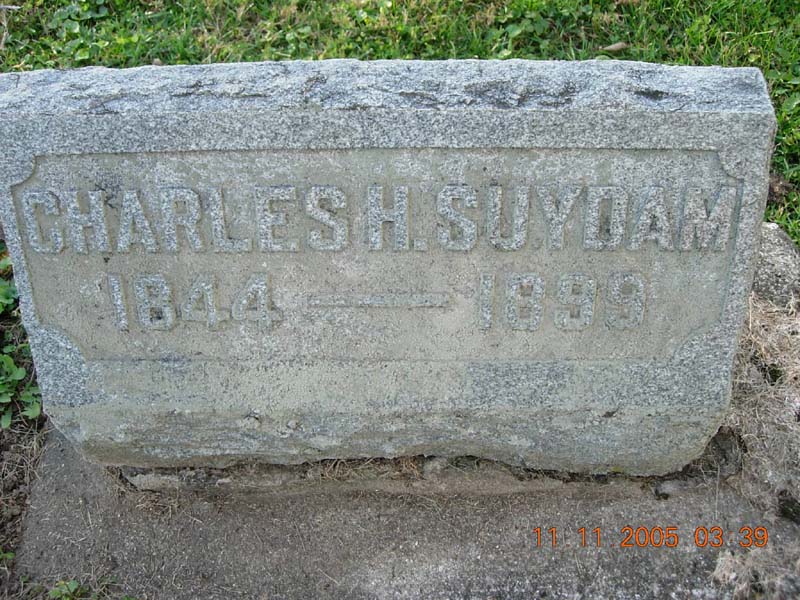 CHARLES H. SUYDAM
1844 — 1899
11.11.2005 03:39